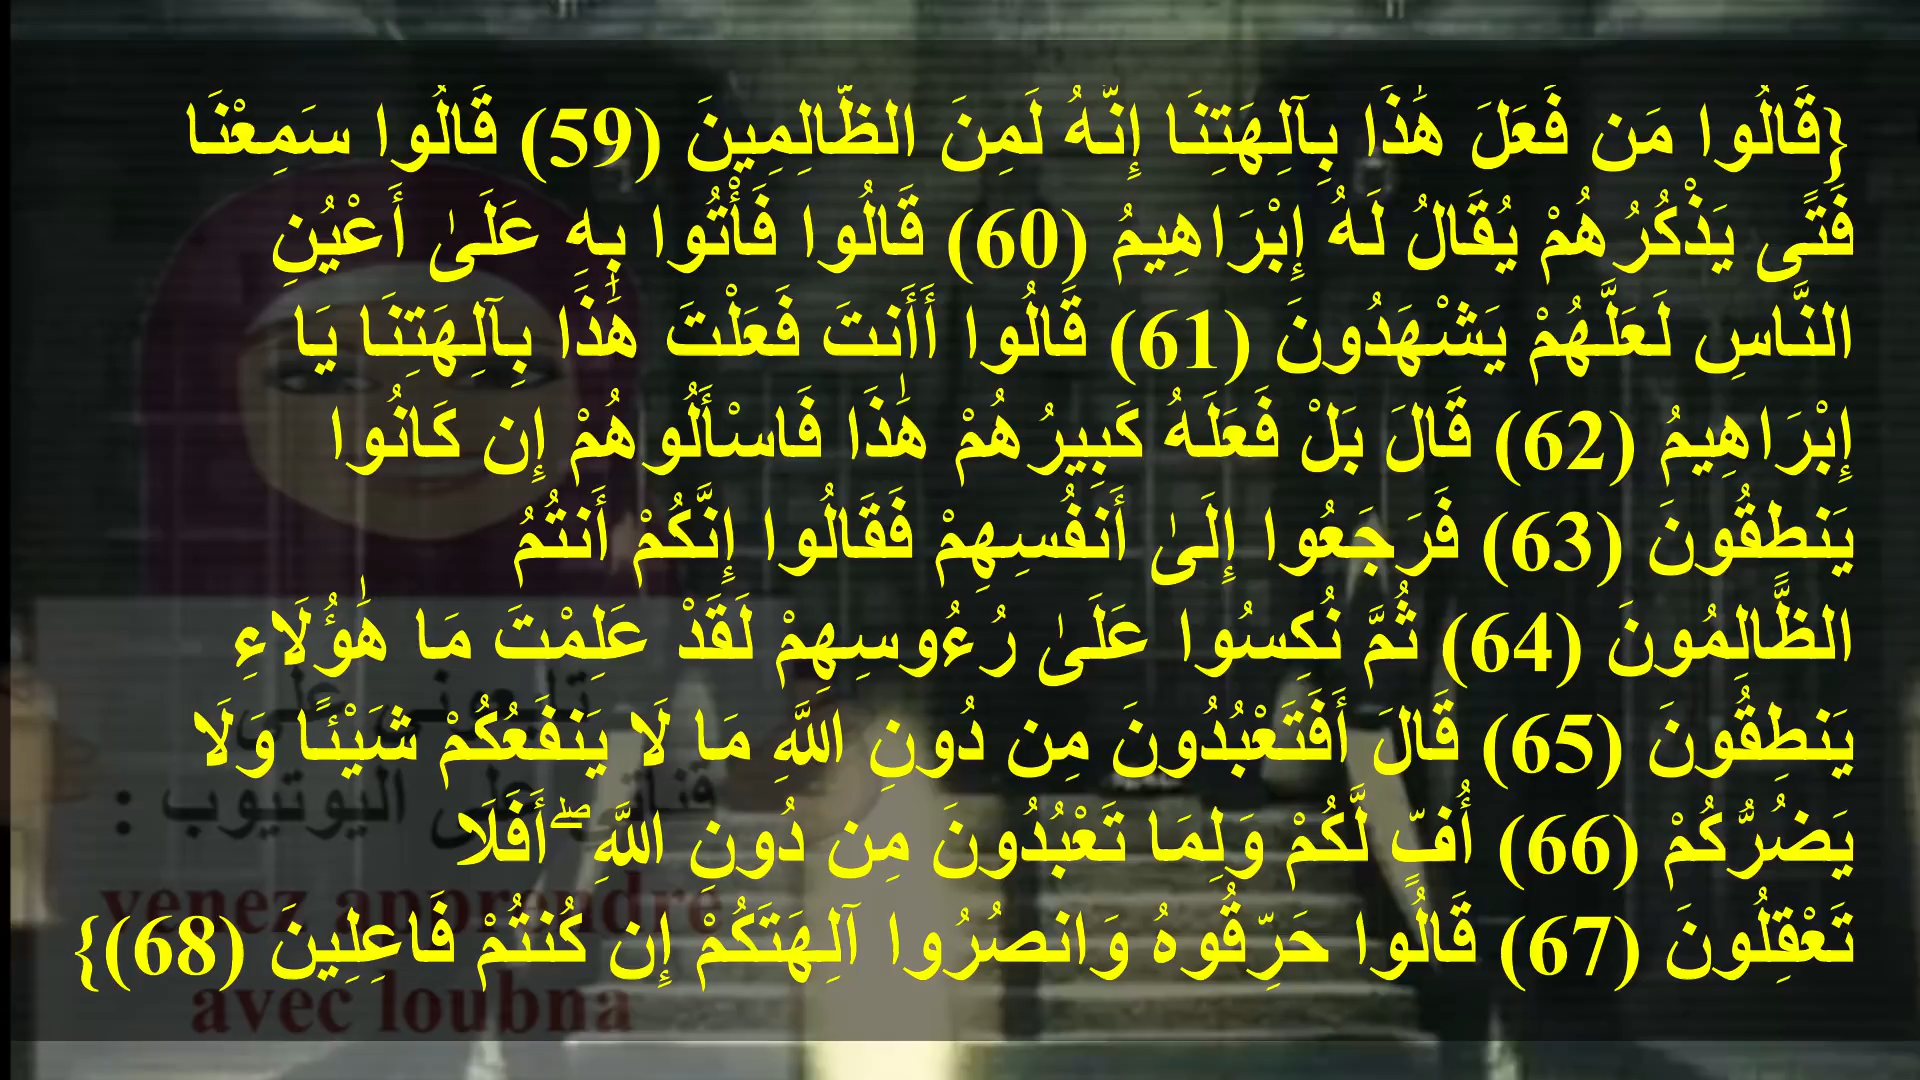 {قَالُوا مَن فَعَلَ هَٰذَا بِآلِهَتِنَا إِنَّهُ لَمِنَ الظَّالِمِينَ (59) قَالُوا سَمِعْنَا
فَتًى يَذْكُرُهُمْ يُقَالُ لَهُ إِبْرَاهِيمُ (60) قَالُوا فَأْتُوا بِهِ عَلَىٰ أَعْيُنِ
النَّاسِ لَعَلَّهُمْ يَشْهَدُونَ (61) قَالُوا أَأَنتَ فَعَلْتَ هَٰذَا بِآلِهَتِنَا يَا
إِبْرَاهِيمُ (62) قَالَ بَلْ فَعَلَهُ كَبِيرُهُمْ هَٰذَا فَاسْأَلُوهُمْ إِن كَانُوا
يَنطِقُونَ (63) فَرَجَعُوا إِلَىٰ أَنفُسِهِمْ فَقَالُوا إِنَّكُمْ أَنتُمُ
الظَّالِمُونَ (64) ثُمَّ نُكِسُوا عَلَىٰ رُءُوسِهِمْ لَقَدْ عَلِمْتَ مَا هَٰؤُلَاءِ
يَنطِقُونَ (65) قَالَ أَفَتَعْبُدُونَ مِن دُونِ اللَّهِ مَا لَا يَنفَعُكُمْ شَيْئًا وَلَا
يَضُرُّكُمْ (66) أُفٍّ لَّكُمْ وَلِمَا تَعْبُدُونَ مِن دُونِ اللَّهِ ۖ أَفَلَا
تَعْقِلُونَ (67) قَالُوا حَرِّقُوهُ وَانصُرُوا آلِهَتَكُمْ إِن كُنتُمْ فَاعِلِينَ (68)}
تابعوني على
قناتي على اليوتيوب :
venez apprendre
avec loubna